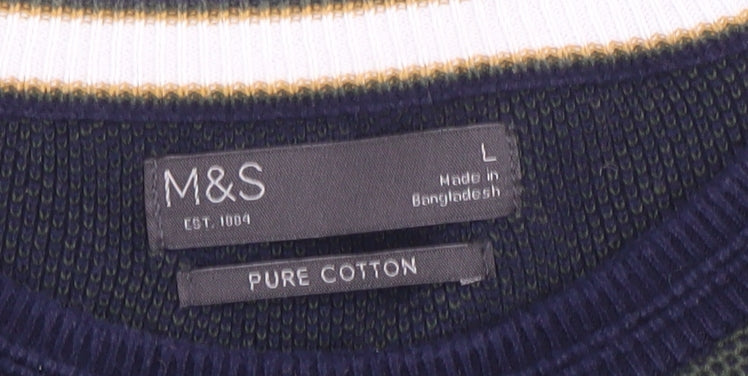 M&S
EST. 1884
L
Made in
Bangladesh
PURE COTTON